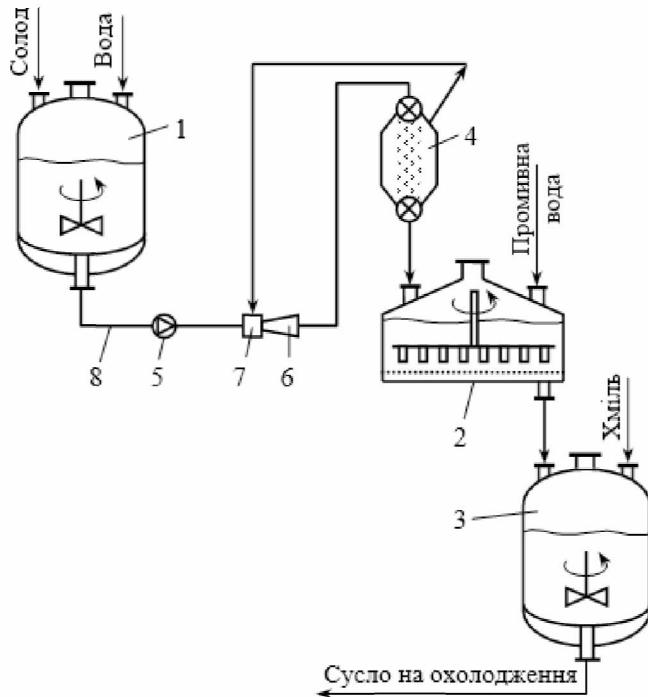 Солод
Вода
1
4
Промивна
вода
8
5
7
6
2
Хміль
3
Сусло на охолодження